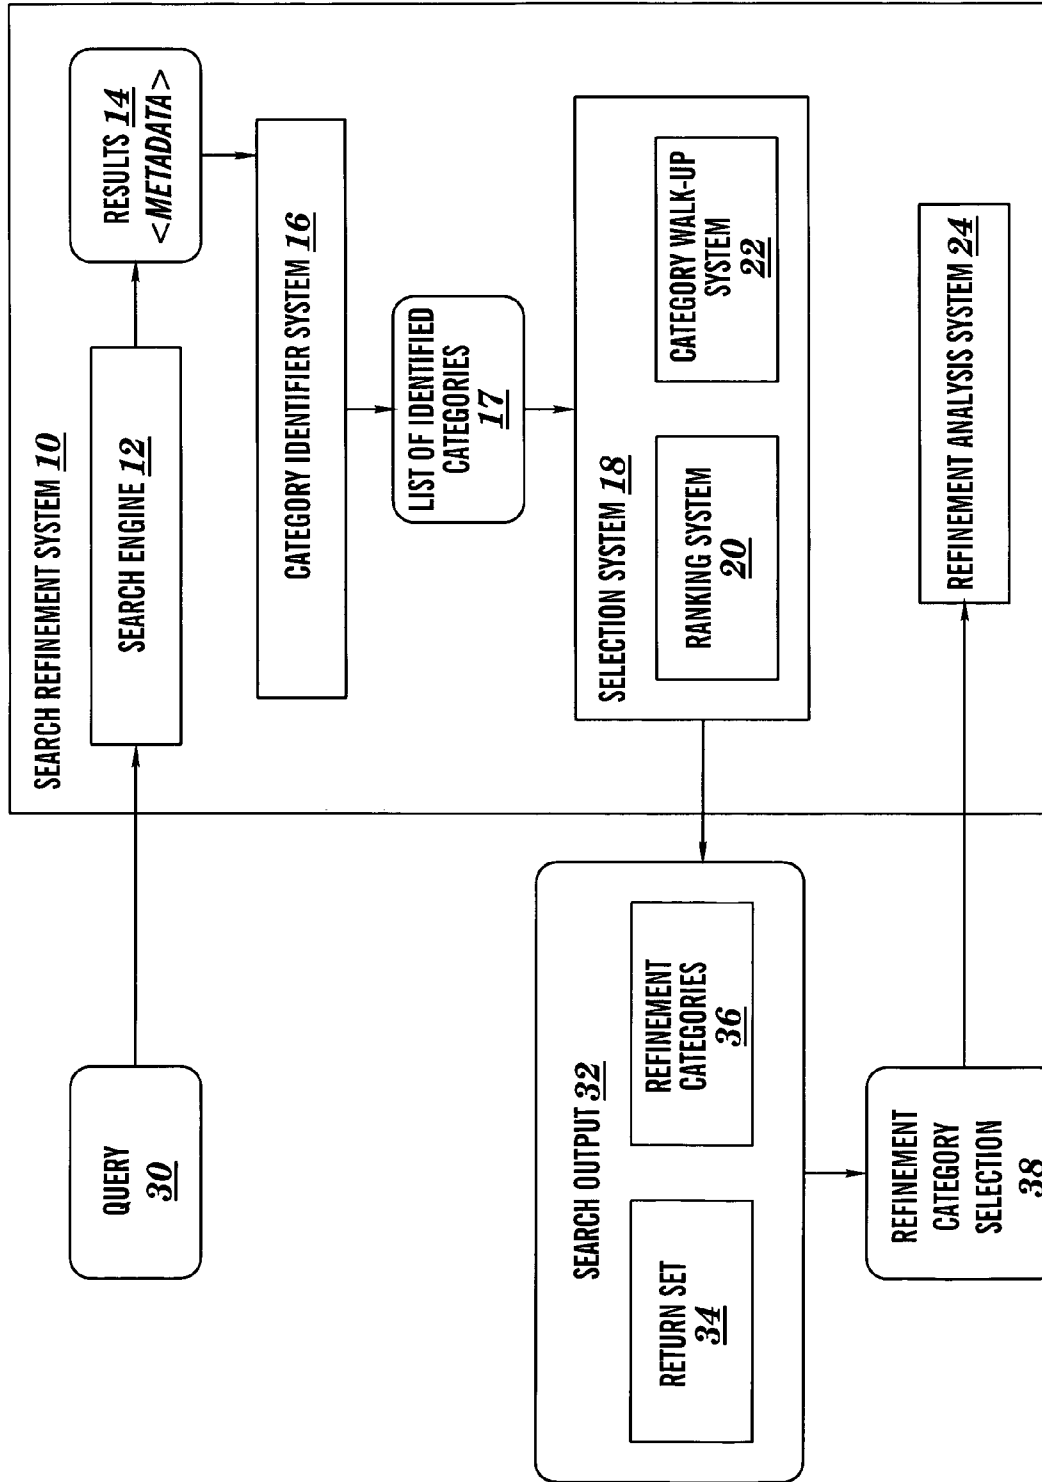 SEARCH REFINEMENT SYSTEM 10
QUERY
30
SEARCH ENGINE 12
RESULTS 14
<METADATA>
CATEGORY IDENTIFIER SYSTEM 16
LIST OF IDENTIFIED
CATEGORIES
17
SELECTION SYSTEM 18
RANKING SYSTEM
20
CATEGORY WALK-UP
SYSTEM
22
SEARCH OUTPUT 32
RETURN SET
34
REFINEMENT
CATEGORIES
36
REFINEMENT
CATEGORY
SELECTION
38
REFINEMENT ANALYSIS SYSTEM 24